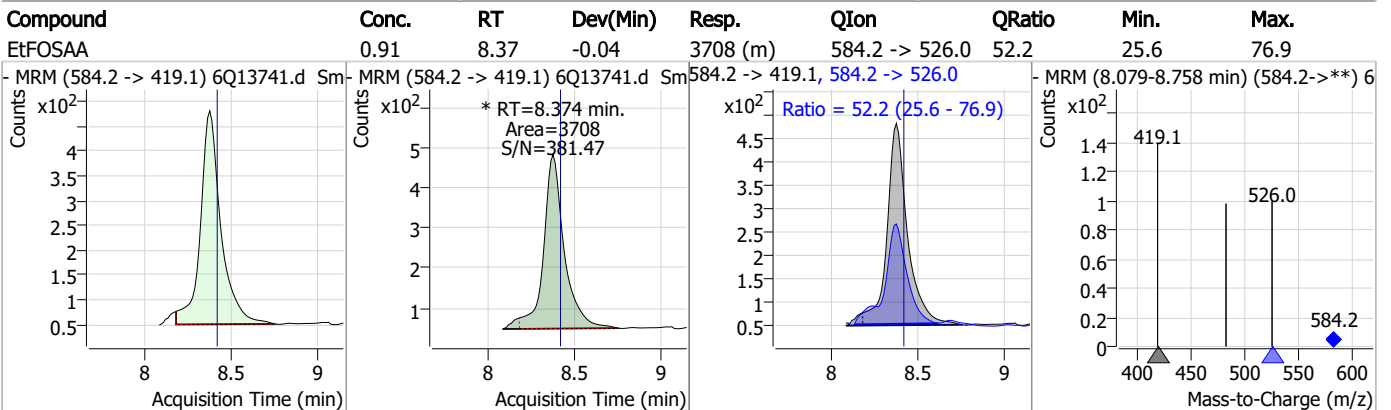 Compound Conc. RT Dev(Min) Resp. QIon QRatio Min. Max.
EtFOSAA 0.91 8.37 -0.04 3708 (m) 584.2 -> 526.0 52.2 25.6 76.9
- MRM (584.2 -> 419.1) 6Q13741.d Sm
Counts
x10²
4
3.5
3
2.5
2
1.5
1
0.5
8 8.5 9
Acquisition Time (min)
- MRM (584.2 -> 419.1) 6Q13741.d Sm
Counts
x10²
* RT=8.374 min.
Area=3708
S/N=381.47
5
4
3
2
1
8 8.5 9
Acquisition Time (min)
584.2 -> 419.1, 584.2 -> 526.0
Counts
x10²
Ratio = 52.2 (25.6 - 76.9)
5
4.5
4
3.5
3
2.5
2
1.5
1
0.5
8 8.5 9
Acquisition Time (min)
- MRM (8.079-8.758 min) (584.2->**) 6
Counts
x10²
419.1
526.0
584.2
1.4
1.2
1
0.8
0.6
0.4
0.2
0
400 450 500 550 600
Mass-to-Charge (m/z)